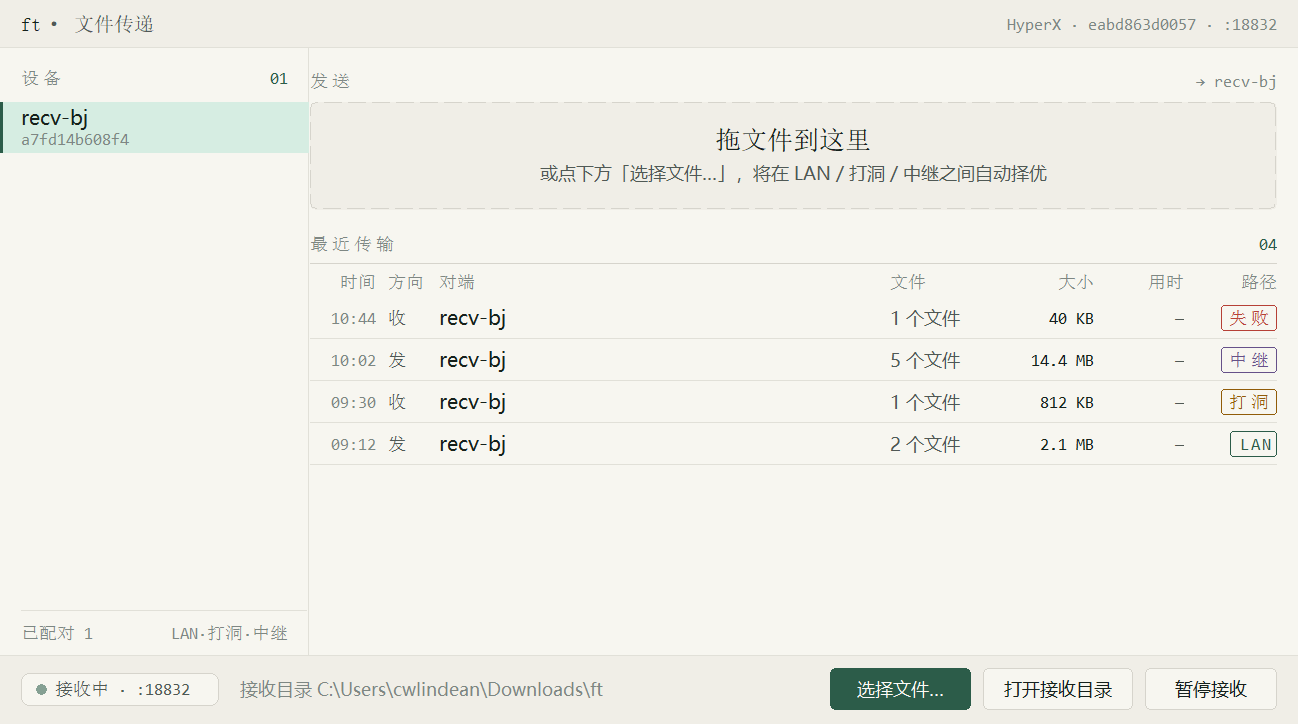 ft • 文件传递
HyperX · eabd863d0057 · :18832
设备 01
recv-bj
a7fd14b608f4
已配对 1 LAN·打洞·中继
发送 → recv-bj
拖文件到这里
或点下方「选择文件…」，将在 LAN / 打洞 / 中继之间自动择优
最近传输 04
时间 方向 对端 文件 大小 用时 路径
10:44 收 recv-bj 1 个文件 40 KB — 失败
10:02 发 recv-bj 5 个文件 14.4 MB — 中继
09:30 收 recv-bj 1 个文件 812 KB — 打洞
09:12 发 recv-bj 2 个文件 2.1 MB — LAN
接收中 · :18832 接收目录 C:\Users\cwlindean\Downloads\ft 选择文件… 打开接收目录 暂停接收